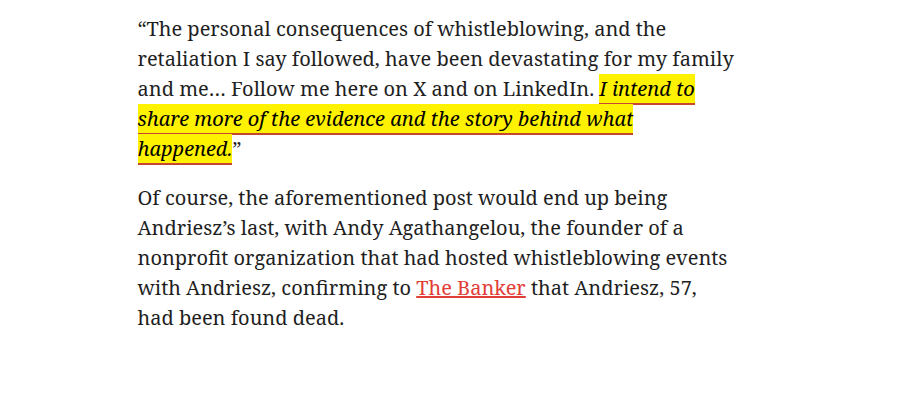 “The personal consequences of whistleblowing, and the
retaliation I say followed, have been devastating for my family
and me… Follow me here on X and on LinkedIn. I intend to
share more of the evidence and the story behind what
happened.”
Of course, the aforementioned post would end up being
Andriesz’s last, with Andy Agathangelou, the founder of a
nonprofit organization that had hosted whistleblowing events
with Andriesz, confirming to The Banker that Andriesz, 57,
had been found dead.